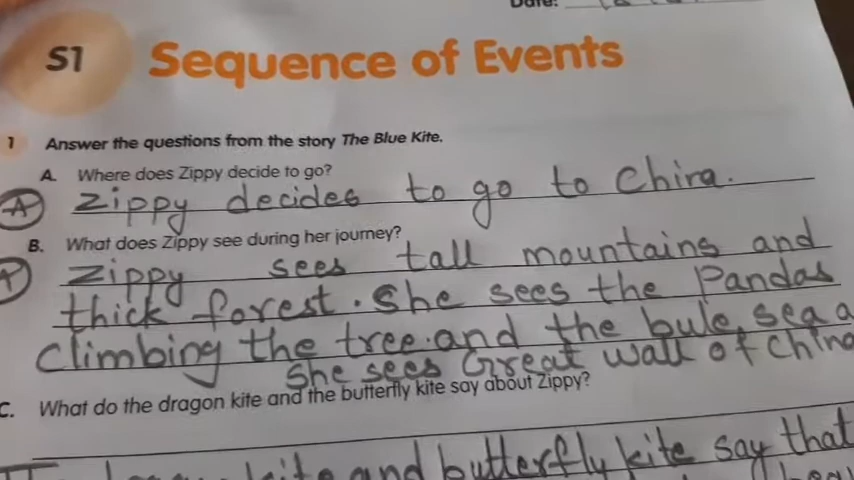 Date:
S1 Sequence of Events
1 Answer the questions from the story The Blue Kite.
A. Where does Zippy decide to go?
A Zippy decides to go to China.
B. What does Zippy see during her journey?
A Zippy sees tall mountains and
thick forest. She sees the Pandas
climbing the tree. and the bule sea a
She sees Great wall of China
C. What do the dragon kite and the butterfly kite say about Zippy?
kite and butterfly kite say that